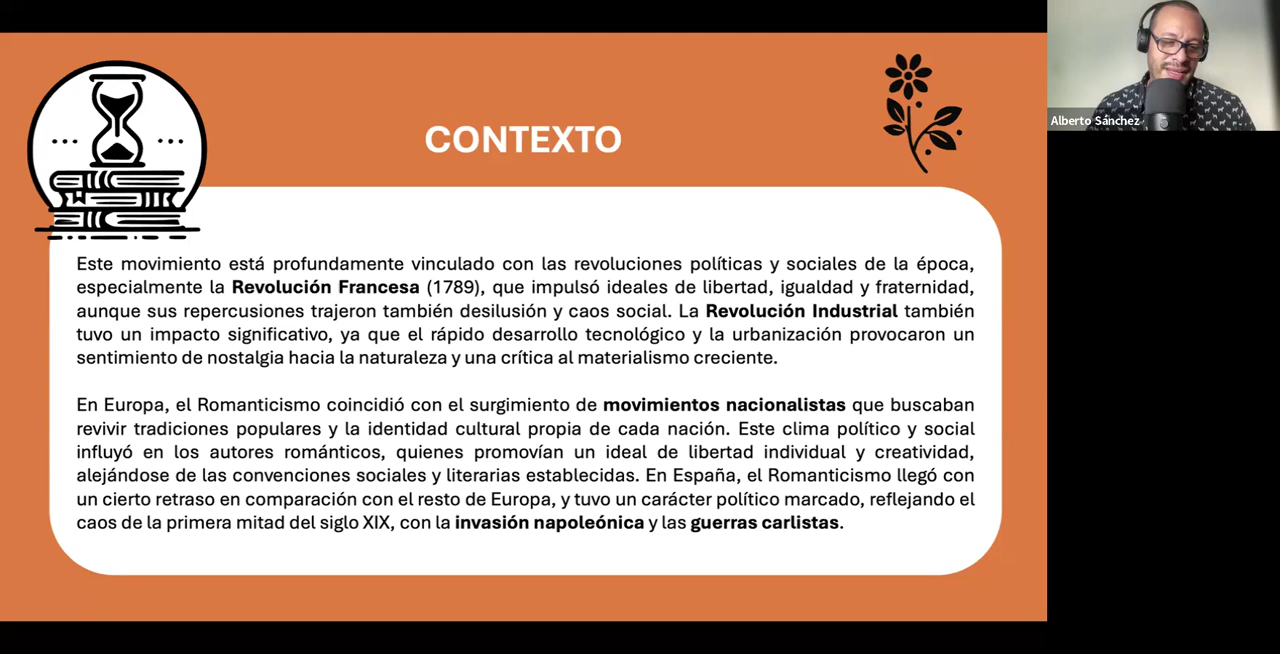 CONTEXTO
Alberto Sánchez
Este movimiento está profundamente vinculado con las revoluciones políticas y sociales de la época,
especialmente la Revolución Francesa (1789), que impulsó ideales de libertad, igualdad y fraternidad,
aunque sus repercusiones trajeron también desilusión y caos social. La Revolución Industrial también
tuvo un impacto significativo, ya que el rápido desarrollo tecnológico y la urbanización provocaron un
sentimiento de nostalgia hacia la naturaleza y una crítica al materialismo creciente.
En Europa, el Romanticismo coincidió con el surgimiento de movimientos nacionalistas que buscaban
revivir tradiciones populares y la identidad cultural propia de cada nación. Este clima político y social
influyó en los autores románticos, quienes promovían un ideal de libertad individual y creatividad,
alejándose de las convenciones sociales y literarias establecidas. En España, el Romanticismo llegó con
un cierto retraso en comparación con el resto de Europa, y tuvo un carácter político marcado, reflejando el
caos de la primera mitad del siglo XIX, con la invasión napoleónica y las guerras carlistas.